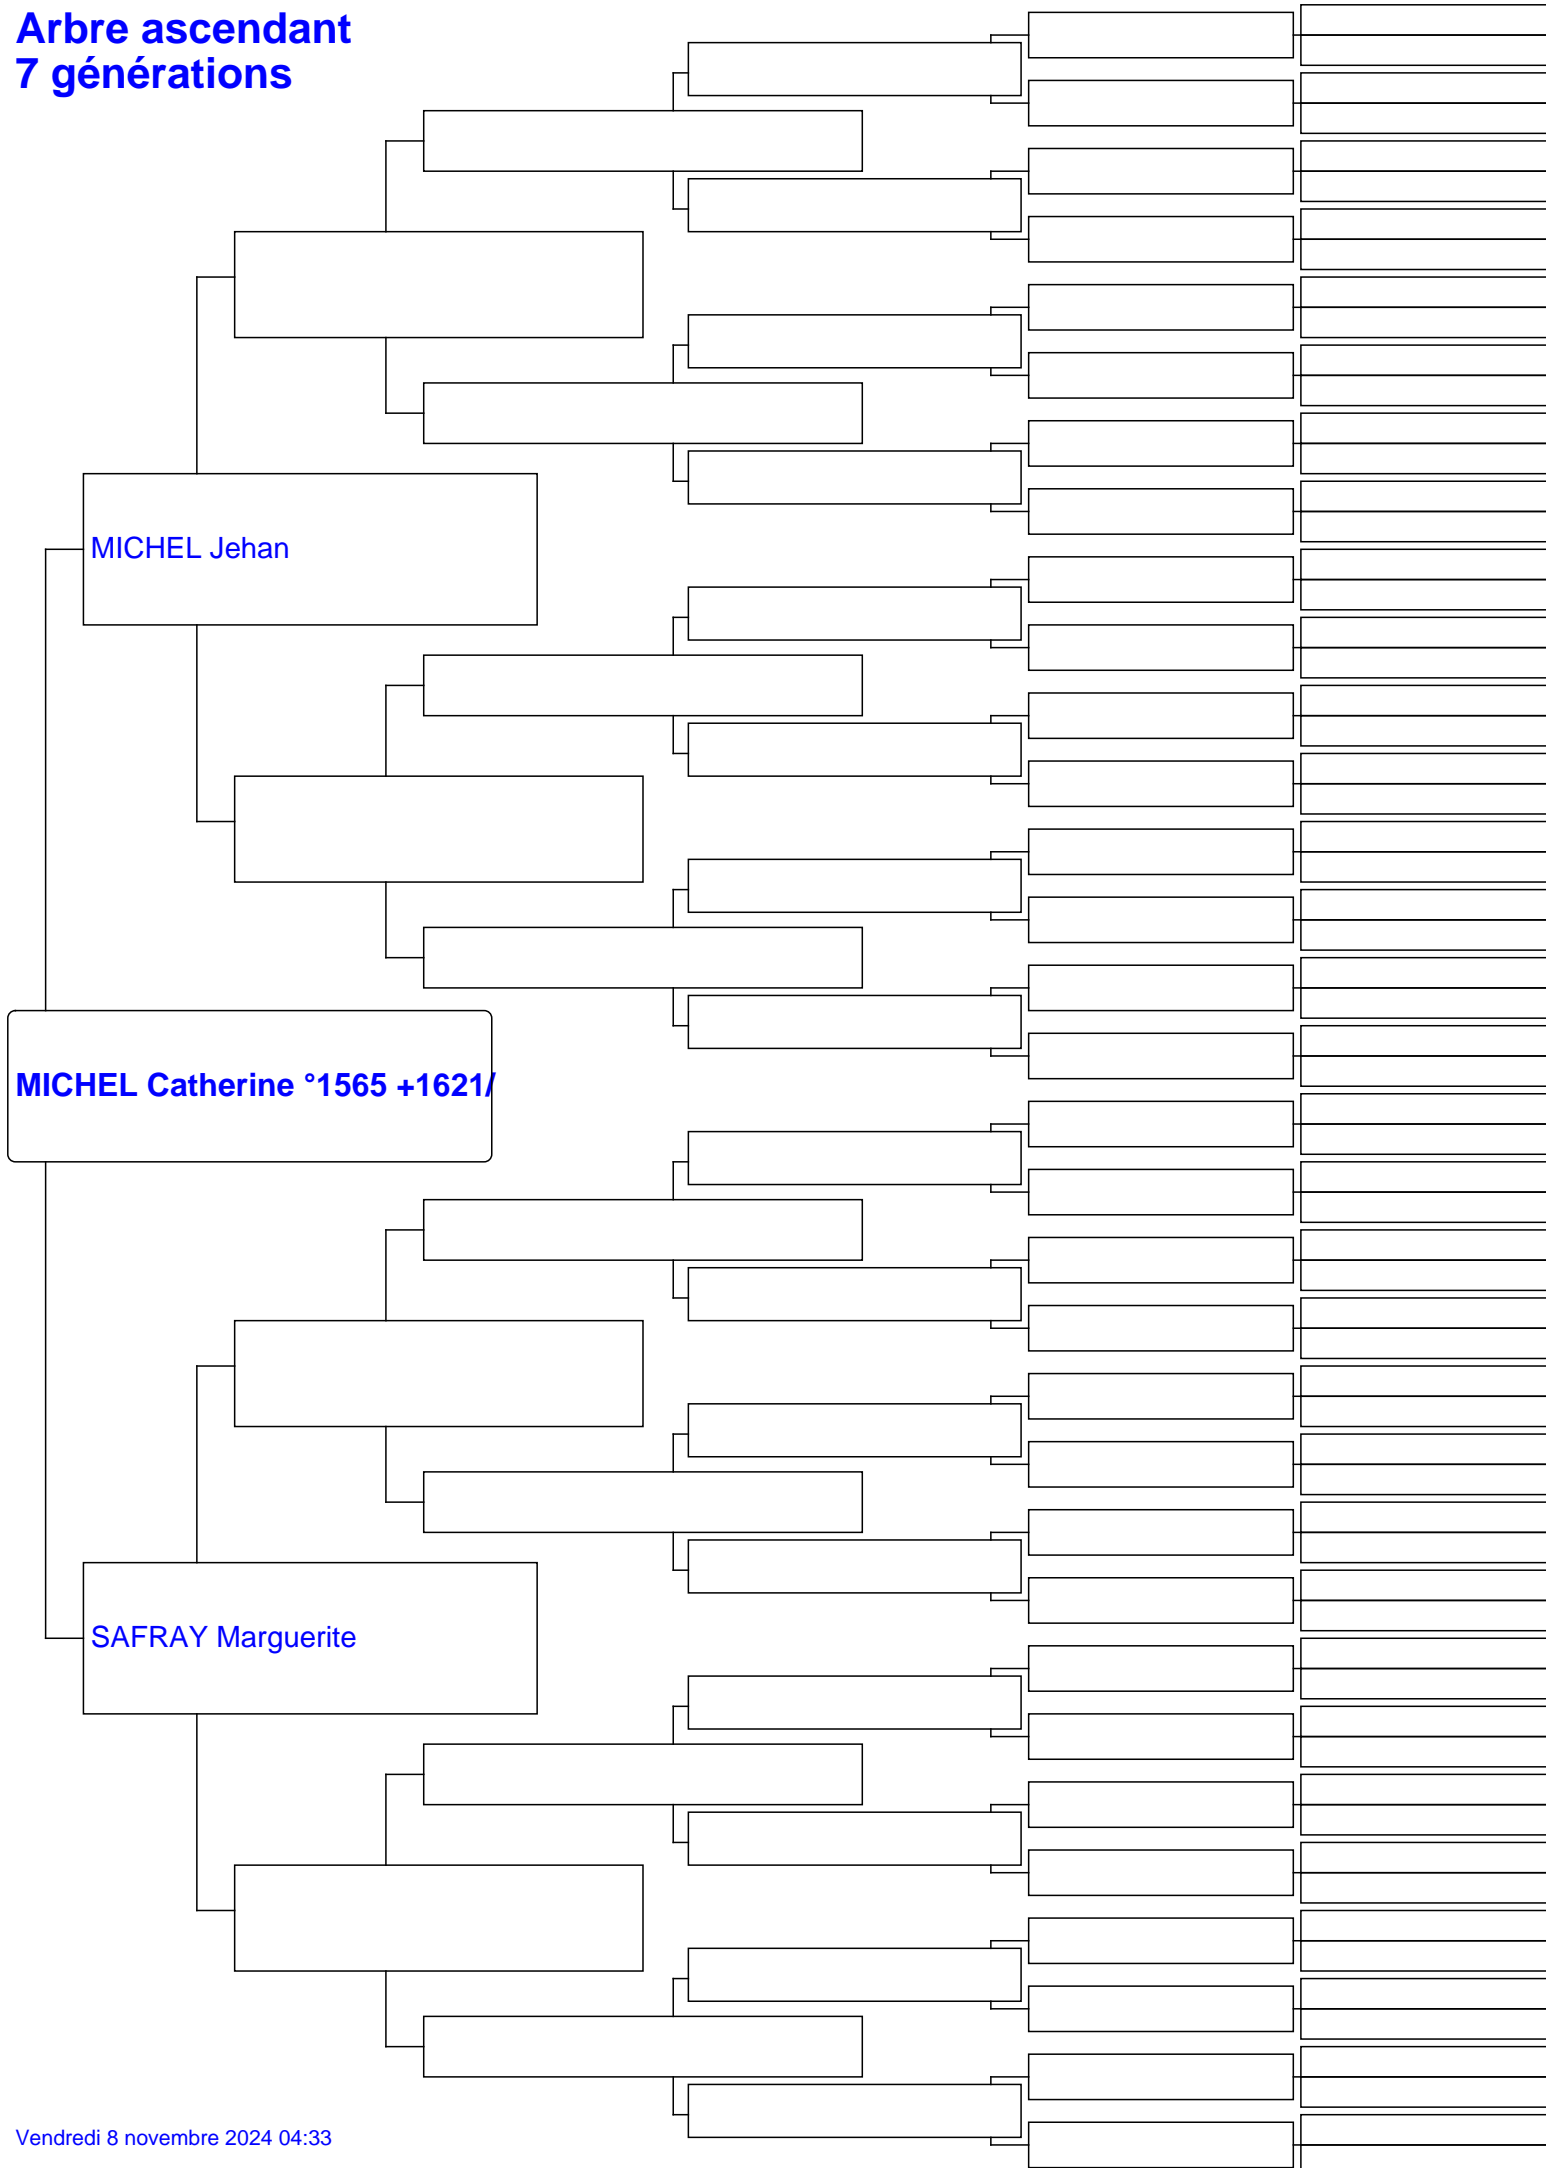 Arbre ascendant
7 générations
MICHEL Jehan
MICHEL Catherine °1565 +1621/
SAFRAY Marguerite
Vendredi 8 novembre 2024 04:33